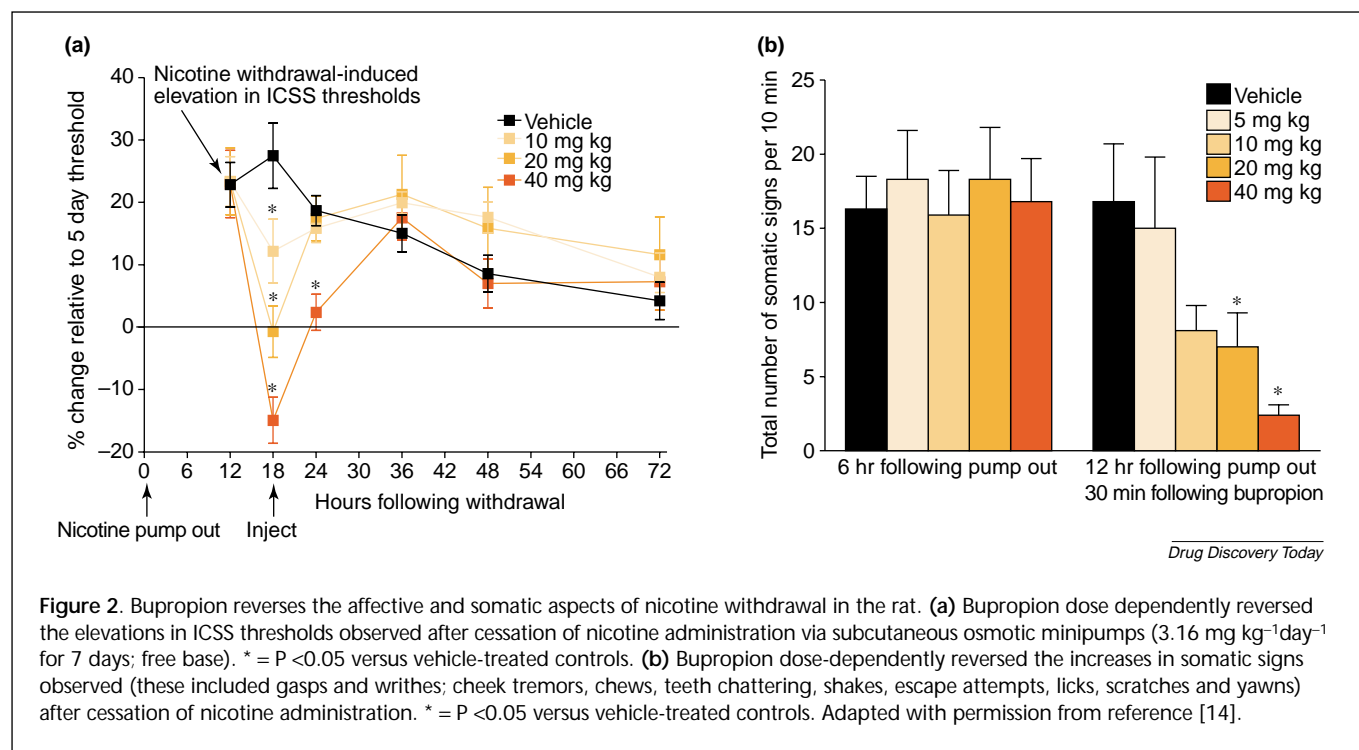 (a)
Nicotine withdrawal-induced
elevation in ICSS thresholds
% change relative to 5 day threshold
40
30
20
10
0
–10
–20
Vehicle
10 mg kg
20 mg kg
40 mg kg
*
*
*
*
0 6 12 18 24 30 36 42 48 54 60 66 72
Hours following withdrawal
Nicotine pump out
Inject
(b)
Total number of somatic signs per 10 min
25
20
15
10
5
0
Vehicle
5 mg kg
10 mg kg
20 mg kg
40 mg kg
*
*
6 hr following pump out
12 hr following pump out
30 min following bupropion
Drug Discovery Today
Figure 2. Bupropion reverses the affective and somatic aspects of nicotine withdrawal in the rat. (a) Bupropion dose dependently reversed
the elevations in ICSS thresholds observed after cessation of nicotine administration via subcutaneous osmotic minipumps (3.16 mg kg⁻¹day⁻¹
for 7 days; free base). * = P <0.05 versus vehicle-treated controls. (b) Bupropion dose-dependently reversed the increases in somatic signs
observed (these included gasps and writhes; cheek tremors, chews, teeth chattering, shakes, escape attempts, licks, scratches and yawns)
after cessation of nicotine administration. * = P <0.05 versus vehicle-treated controls. Adapted with permission from reference [14].